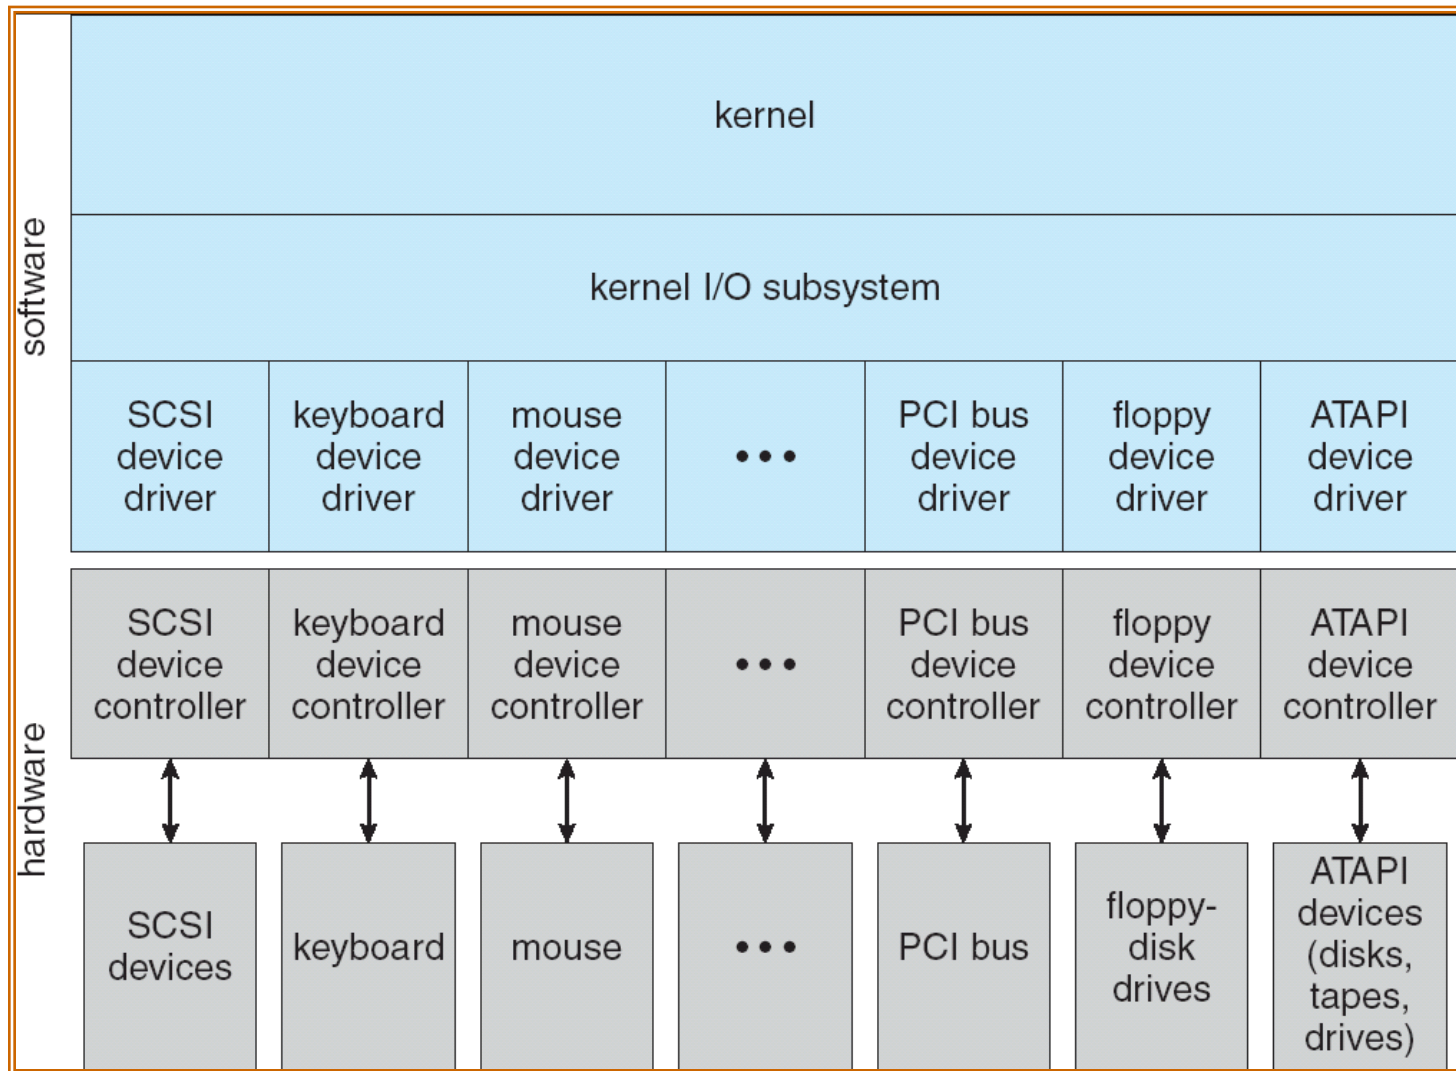 software
kernel
kernel I/O subsystem
SCSI
device
driver
keyboard
device
driver
mouse
device
driver
•••
PCI bus
device
driver
floppy
device
driver
ATAPI
device
driver
hardware
SCSI
device
controller
keyboard
device
controller
mouse
device
controller
•••
PCI bus
device
controller
floppy
device
controller
ATAPI
device
controller
SCSI
devices
keyboard
mouse
•••
PCI bus
floppy-
disk
drives
ATAPI
devices
(disks,
tapes,
drives)